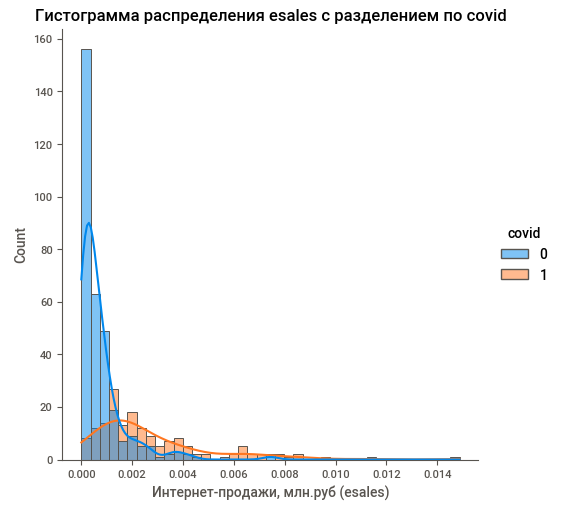 Гистограмма распределения esales с разделением по covid
160
140
120
100
80
60
40
20
0
Count
0.000 0.002 0.004 0.006 0.008 0.010 0.012 0.014
Интернет-продажи, млн.руб (esales)
covid
0
1